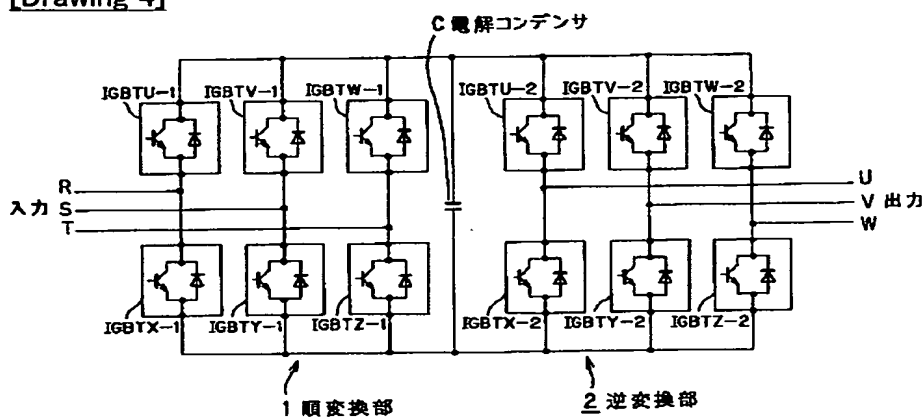 [Drawing 4]
C 電解コンデンサ
IGBTU-1 IGBTV-1 IGBTW-1 IGBTU-2 IGBTV-2 IGBTW-2
R
入力 S
T
U
V 出力
W
IGBTX-1 IGBTY-1 IGBTZ-1 IGBTX-2 IGBTY-2 IGBTZ-2
1 順変換部 2 逆変換部